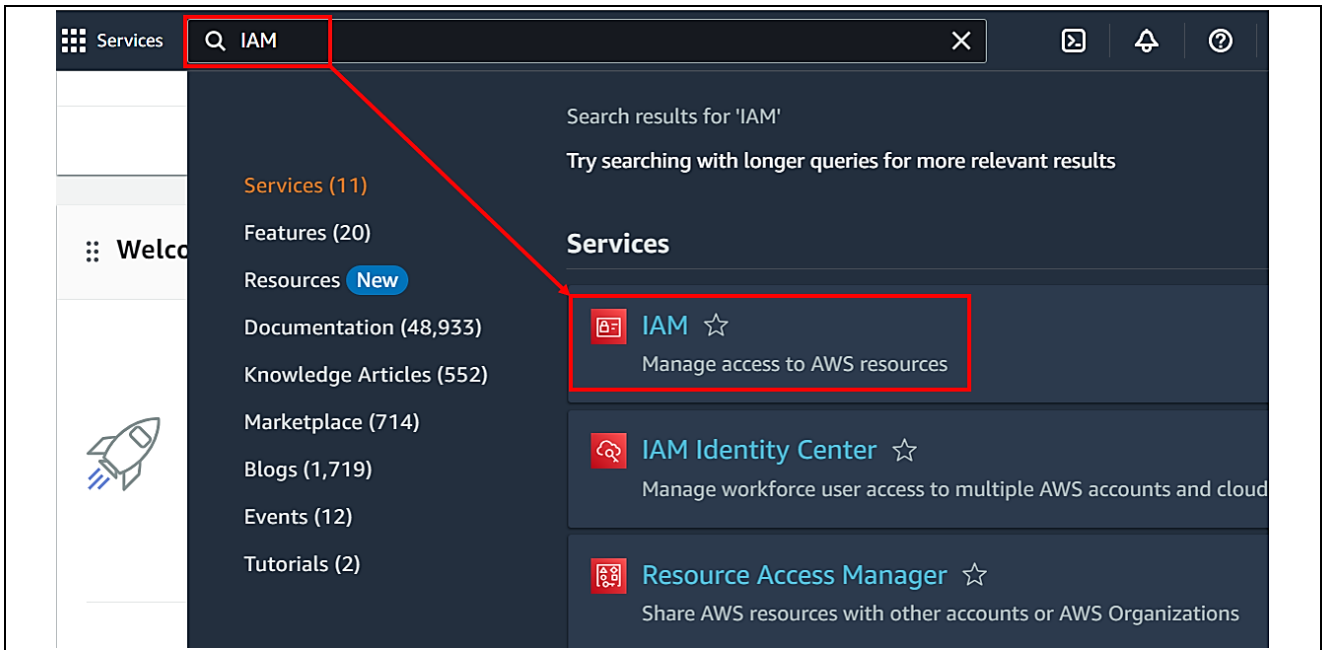 Services
IAM
Search results for 'IAM'
Try searching with longer queries for more relevant results
Services (11)
Features (20)
Resources New
Documentation (48,933)
Knowledge Articles (552)
Marketplace (714)
Blogs (1,719)
Events (12)
Tutorials (2)
Welco
Services
IAM
Manage access to AWS resources
IAM Identity Center
Manage workforce user access to multiple AWS accounts and cloud
Resource Access Manager
Share AWS resources with other accounts or AWS Organizations